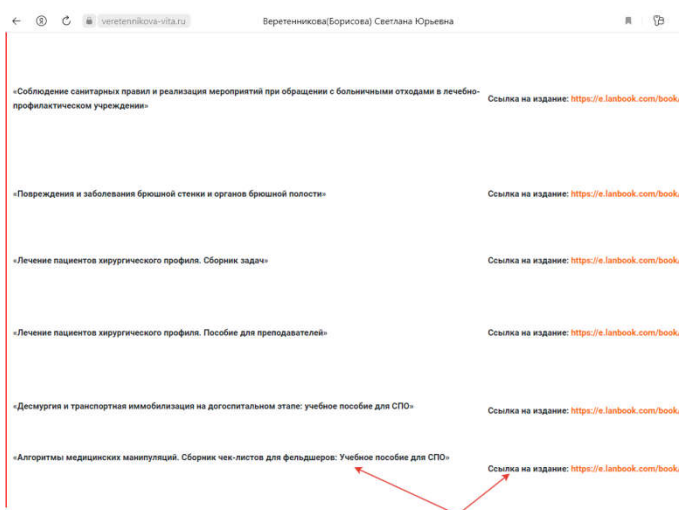 veretennikova-vita.ru Веретенникова(Борисова) Светлана Юрьевна
«Соблюдение санитарных правил и реализация мероприятий при обращении с больничными отходами в лечебно-
профилактическом учреждении»
Ссылка на издание: https://e.lanbook.com/book/
«Повреждения и заболевания брюшной стенки и органов брюшной полости» Ссылка на издание: https://e.lanbook.com/book/
«Лечение пациентов хирургического профиля. Сборник задач» Ссылка на издание: https://e.lanbook.com/book/
«Лечение пациентов хирургического профиля. Пособие для преподавателей» Ссылка на издание: https://e.lanbook.com/book/
«Десмургия и транспортная иммобилизация на догоспитальном этапе: учебное пособие для СПО» Ссылка на издание: https://e.lanbook.com/book/
«Алгоритмы медицинских манипуляций. Сборник чек-листов для фельдшеров: Учебное пособие для СПО»
Ссылка на издание: https://e.lanbook.com/book/